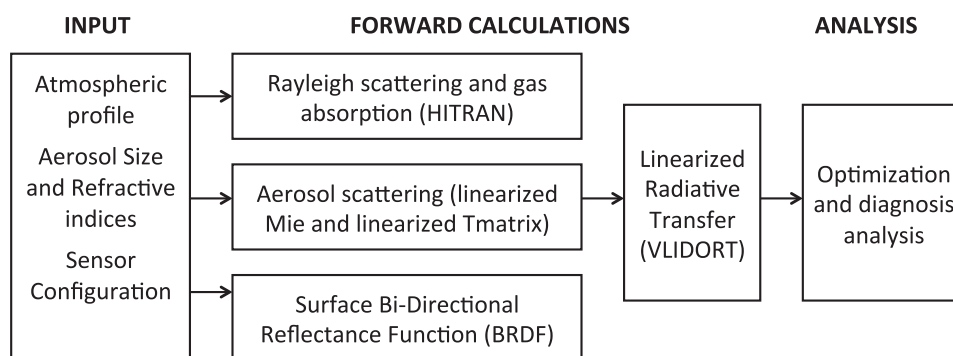 INPUT
FORWARD CALCULATIONS
ANALYSIS
Atmospheric
profile
Aerosol Size
and Refractive
indices
Sensor
Configuration
Rayleigh scattering and gas
absorption (HITRAN)
Aerosol scattering (linearized
Mie and linearized Tmatrix)
Surface Bi-Directional
Reflectance Function (BRDF)
Linearized
Radiative
Transfer
(VLIDORT)
Optimization
and diagnosis
analysis